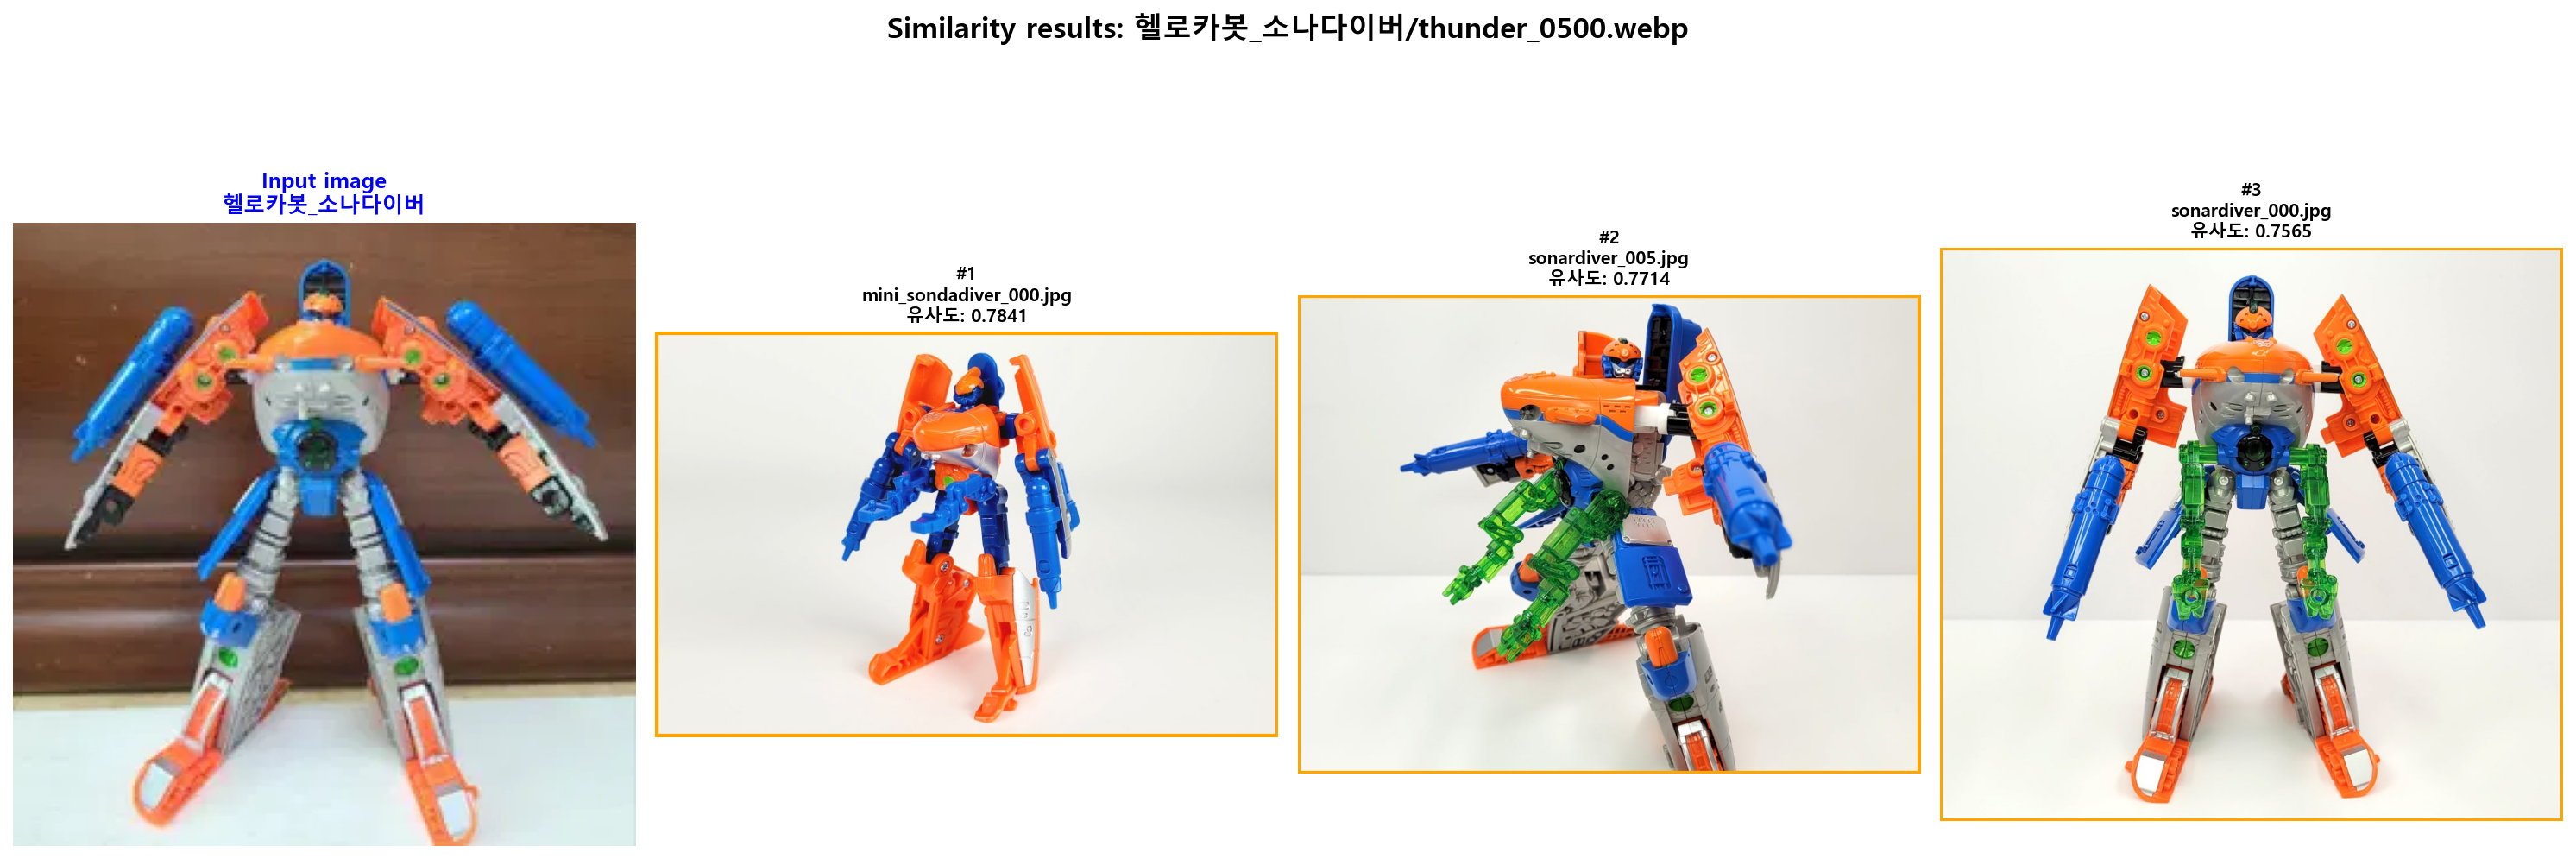 Similarity results: 헬로카봇_소나다이버/thunder_0500.webp
Input image
헬로카봇_소나다이버
#1
mini_sondadiver_000.jpg
유사도: 0.7841
#2
sonardiver_005.jpg
유사도: 0.7714
#3
sonardiver_000.jpg
유사도: 0.7565